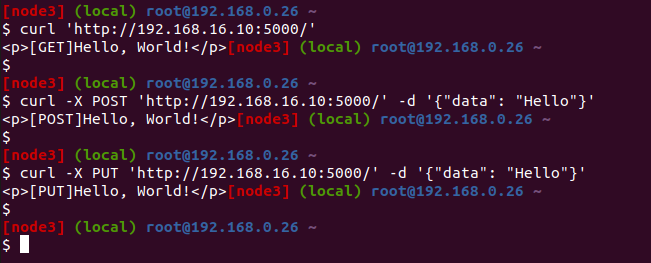 [node3] (local) root@192.168.0.26 ~
$ curl 'http://192.168.16.10:5000/'
<p>[GET]Hello, World!</p>[node3] (local) root@192.168.0.26 ~
$
[node3] (local) root@192.168.0.26 ~
$ curl -X POST 'http://192.168.16.10:5000/' -d '{"data": "Hello"}'
<p>[POST]Hello, World!</p>[node3] (local) root@192.168.0.26 ~
$
[node3] (local) root@192.168.0.26 ~
$ curl -X PUT 'http://192.168.16.10:5000/' -d '{"data": "Hello"}'
<p>[PUT]Hello, World!</p>[node3] (local) root@192.168.0.26 ~
$
[node3] (local) root@192.168.0.26 ~
$